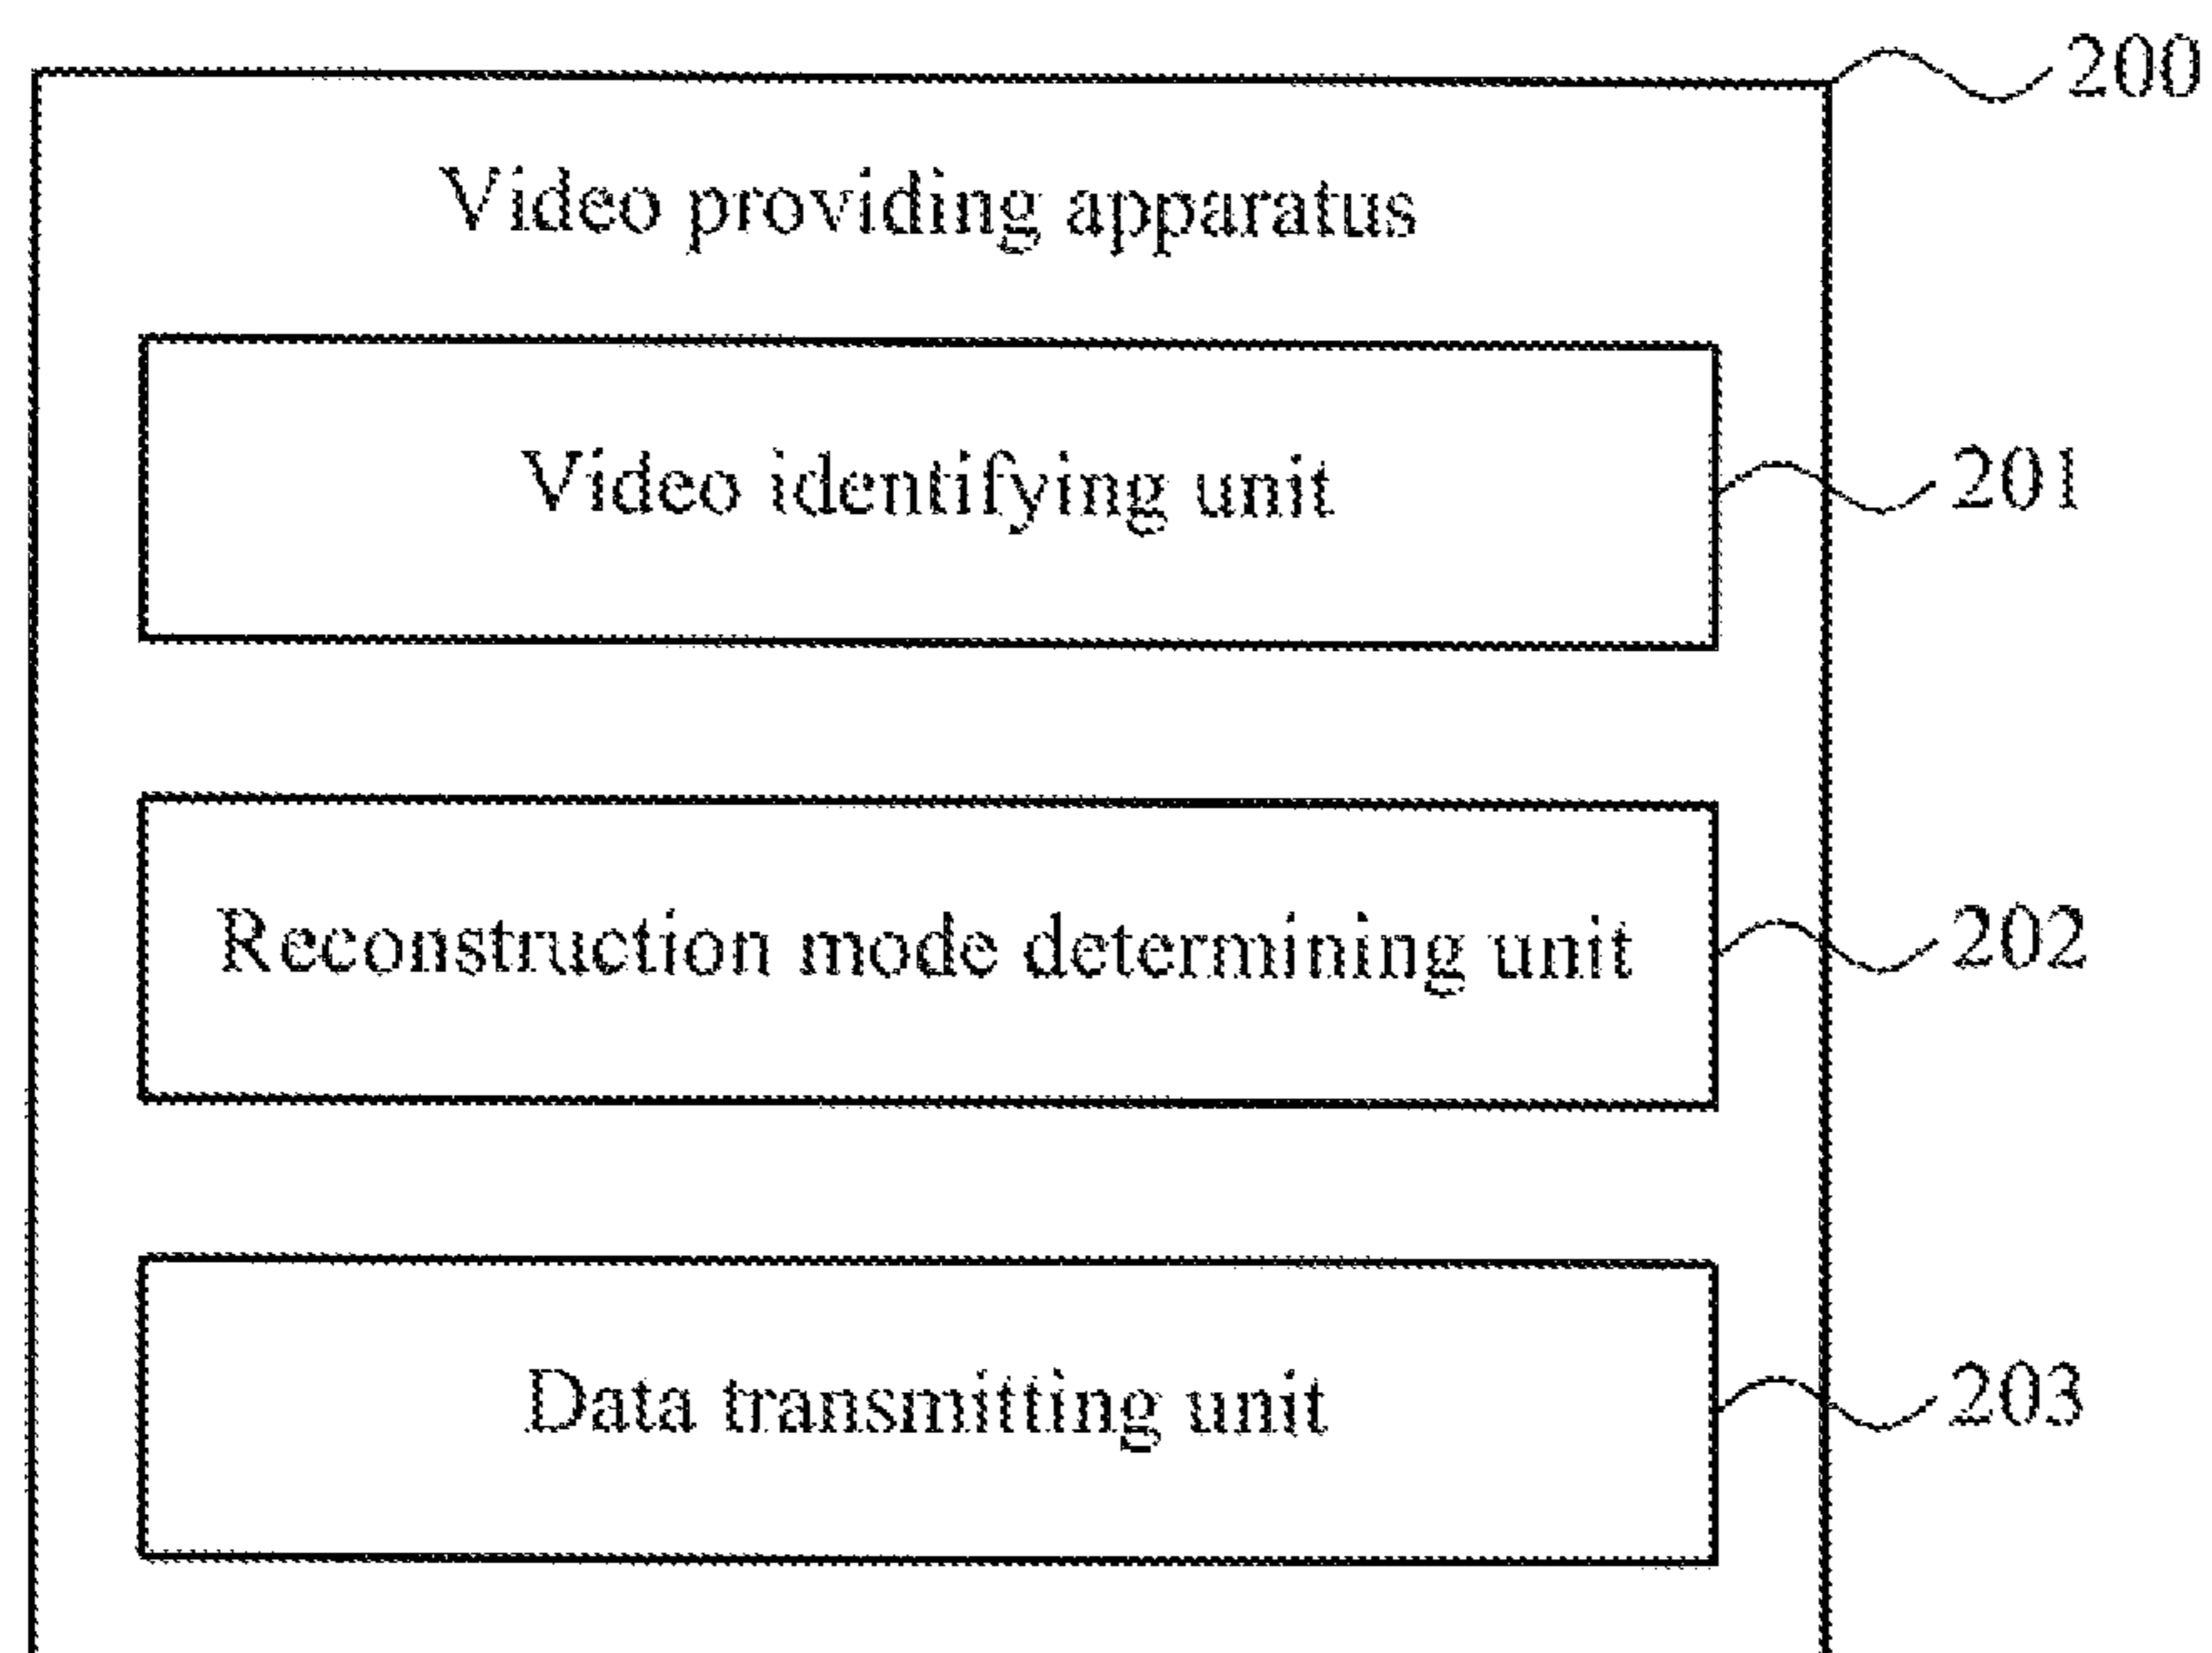 200
Video providing apparatus
Video identifying unit
201
Reconstruction mode determining unit
202
Data transmitting unit
203